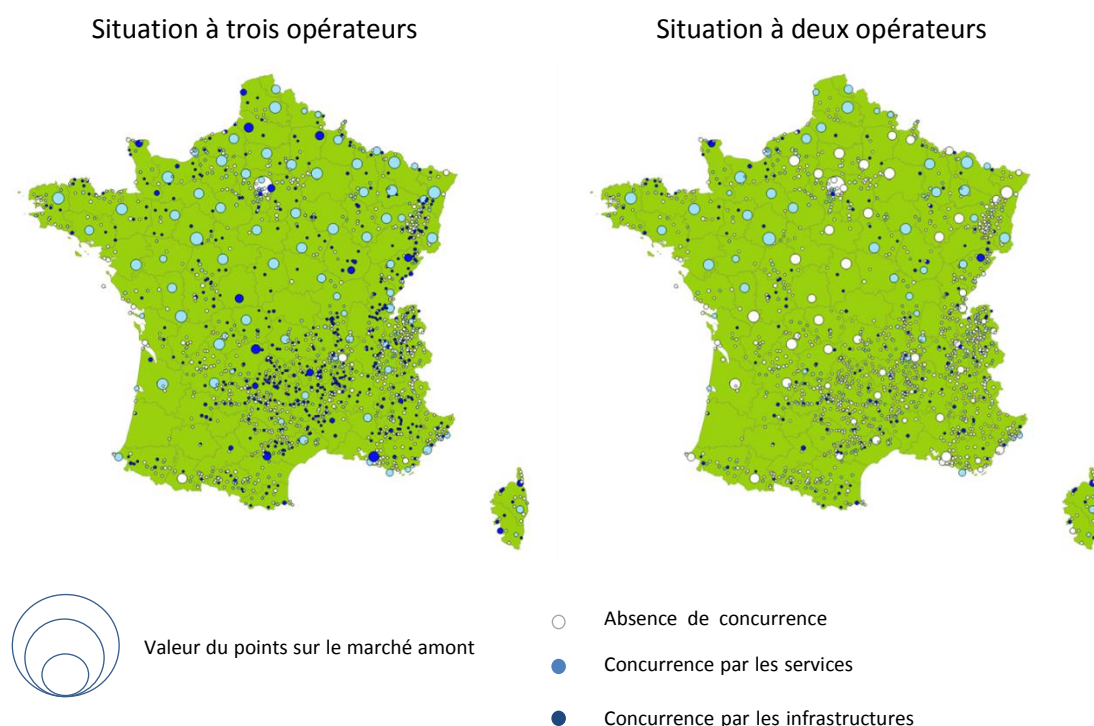 Situation à trois opérateurs
Situation à deux opérateurs
Valeur du points sur le marché amont
Absence de concurrence
Concurrence par les services
Concurrence par les infrastructures